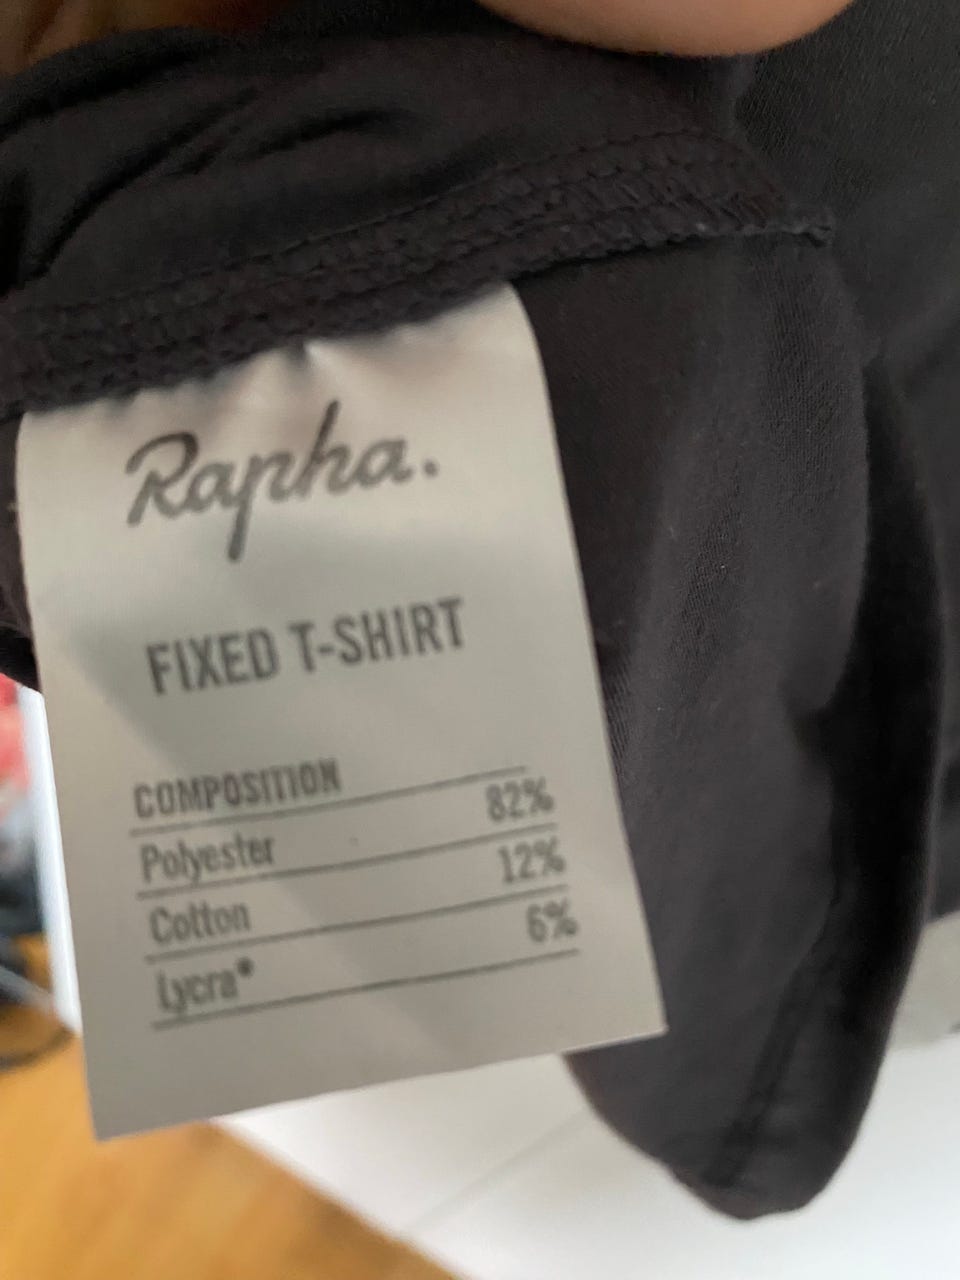 Rapha.
FIXED T-SHIRT
COMPOSITION
Polyester 82%
Cotton 12%
Lycra® 6%